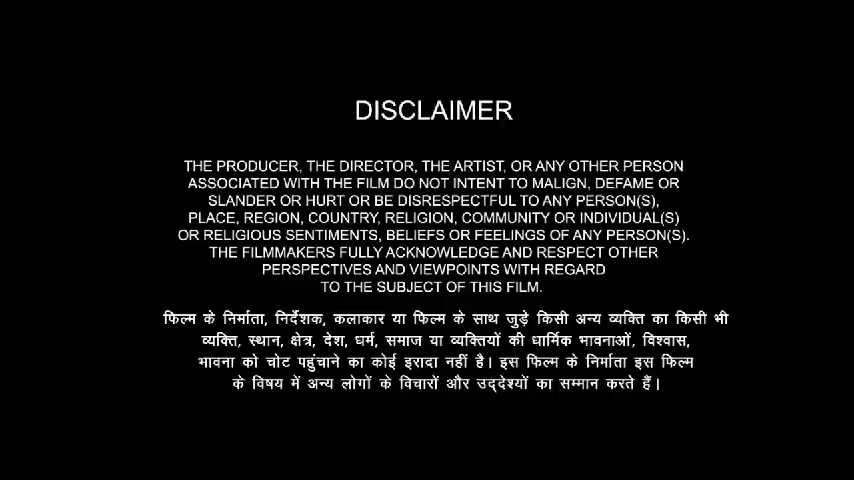 DISCLAIMER
THE PRODUCER, THE DIRECTOR, THE ARTIST, OR ANY OTHER PERSON
ASSOCIATED WITH THE FILM DO NOT INTENT TO MALIGN, DEFAME OR
SLANDER OR HURT OR BE DISRESPECTFUL TO ANY PERSON(S),
PLACE, REGION, COUNTRY, RELIGION, COMMUNITY OR INDIVIDUAL(S)
OR RELIGIOUS SENTIMENTS, BELIEFS OR FEELINGS OF ANY PERSON(S).
THE FILMMAKERS FULLY ACKNOWLEDGE AND RESPECT OTHER
PERSPECTIVES AND VIEWPOINTS WITH REGARD
TO THE SUBJECT OF THIS FILM.
फिल्म के निर्माता, निर्देशक, कलाकार या फिल्म के साथ जुड़े किसी अन्य व्यक्ति का किसी भी
व्यक्ति, स्थान, क्षेत्र, देश, धर्म, समाज या व्यक्तियों की धार्मिक भावनाओं, विश्वास,
भावना को चोट पहुंचाने का कोई इरादा नहीं है। इस फिल्म के निर्माता इस फिल्म
के विषय में अन्य लोगों के विचारों और उद्देश्यों का सम्मान करते हैं।